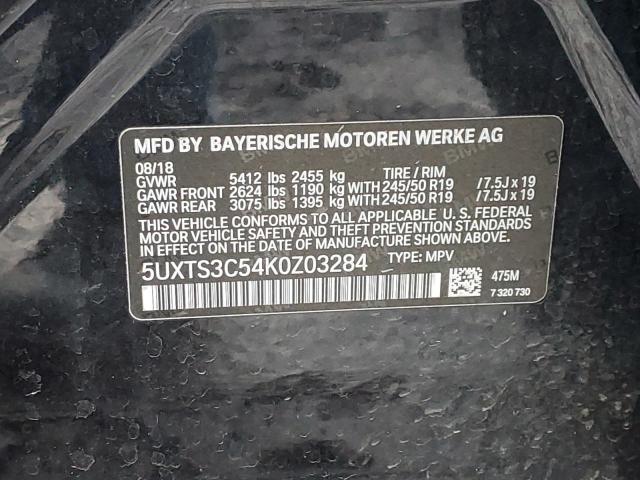 MFD BY BAYERISCHE MOTOREN WERKE AG
08/18
GVWR 5412 lbs 2455 kg TIRE / RIM
GAWR FRONT 2624 lbs 1190 kg WITH 245/50 R19 / 7.5J x 19
GAWR REAR 3075 lbs 1395 kg WITH 245/50 R19 / 7.5J x 19
THIS VEHICLE CONFORMS TO ALL APPLICABLE U. S. FEDERAL
MOTOR VEHICLE SAFETY AND THEFT PREVENTION STANDARDS
IN EFFECT ON THE DATE OF MANUFACTURE SHOWN ABOVE.
5UXTS3C54K0Z03284 TYPE: MPV
475M
7 320 730